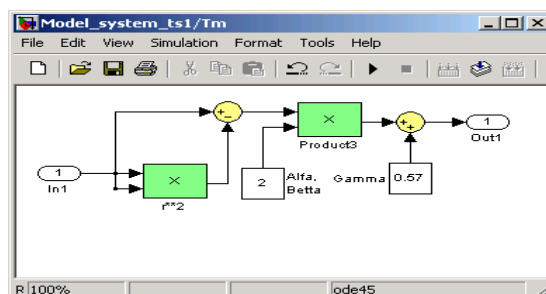 Model_system_ts1/Tm
File Edit View Simulation Format Tools Help
+-
×
Product3
++
1
Out1
1
In1
×
r**2
2
Alfa,
Betta
Gamma
0.57
R 100%
ode45